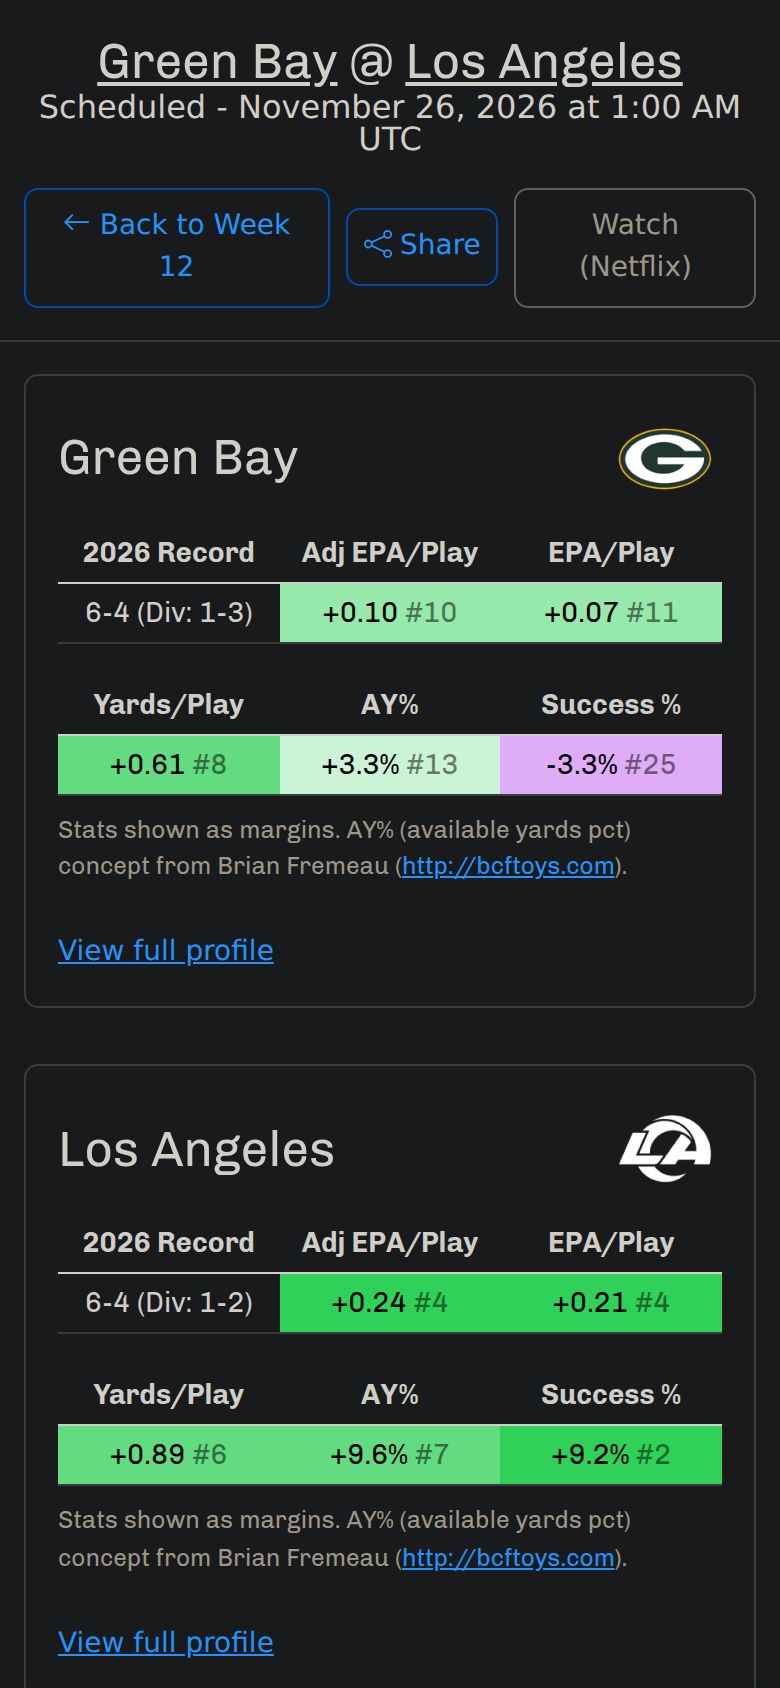 Green Bay @ Los Angeles
Scheduled - November 26, 2026 at 1:00 AM
UTC
← Back to Week
12
Share
Watch
(Netflix)
Green Bay
G
2026 Record Adj EPA/Play EPA/Play
6-4 (Div: 1-3) +0.10 #10 +0.07 #11
Yards/Play AY% Success %
+0.61 #8 +3.3% #13 -3.3% #25
Stats shown as margins. AY% (available yards pct)
concept from Brian Fremeau (http://bcftoys.com).
View full profile
Los Angeles
LA
2026 Record Adj EPA/Play EPA/Play
6-4 (Div: 1-2) +0.24 #4 +0.21 #4
Yards/Play AY% Success %
+0.89 #6 +9.6% #7 +9.2% #2
Stats shown as margins. AY% (available yards pct)
concept from Brian Fremeau (http://bcftoys.com).
View full profile